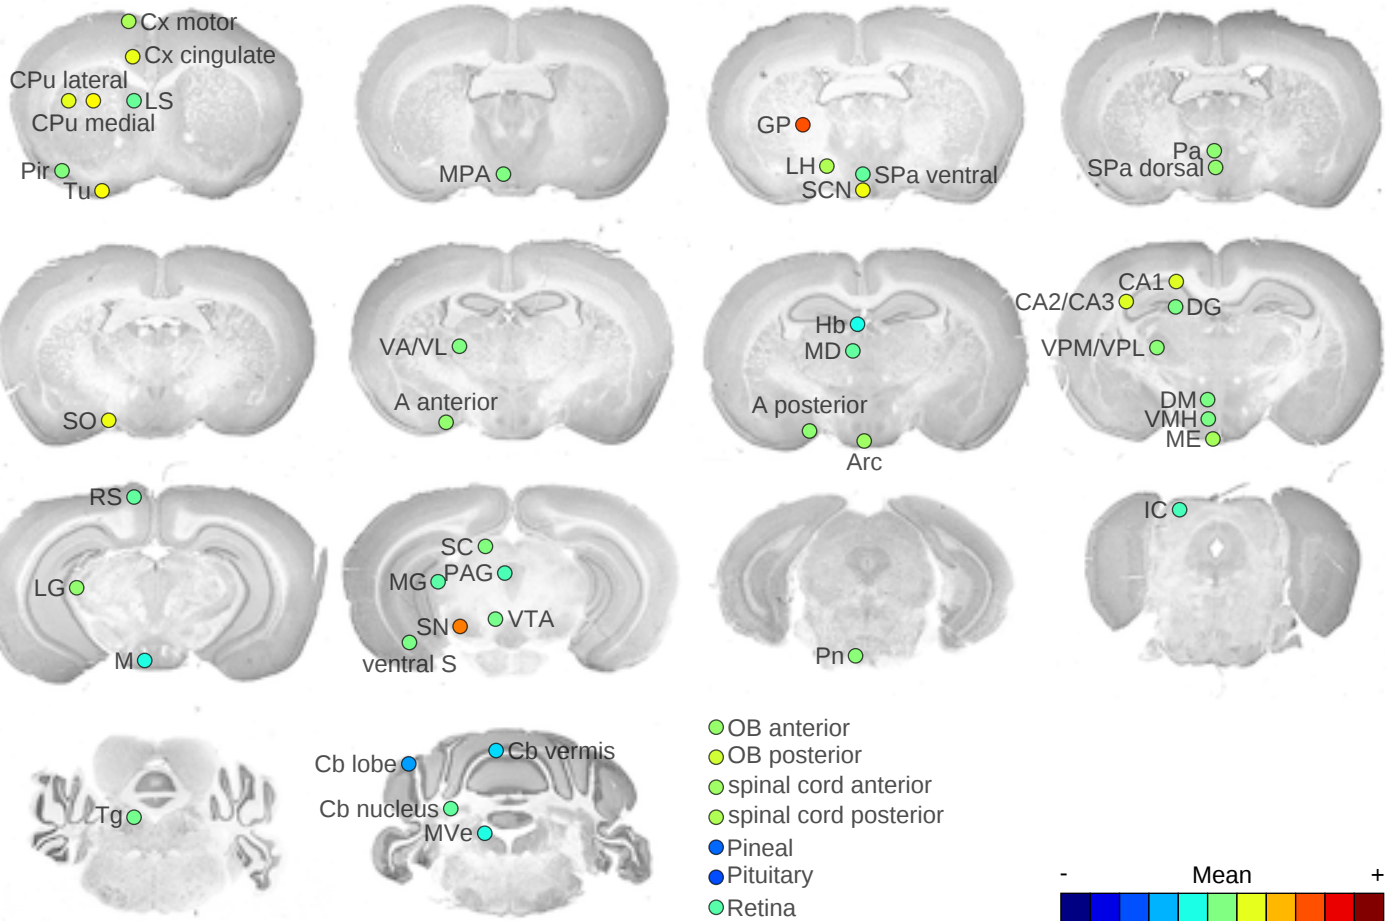 Cx motor
Cx cingulate
CPu lateral
LS
CPu medial
Pir
Tu
MPA
GP
LH
SPa ventral
SCN
Pa
SPa dorsal
SO
VA/VL
A anterior
Hb
MD
A posterior
Arc
CA1
CA2/CA3
DG
VPM/VPL
DM
VMH
ME
RS
LG
M
SC
MG
PAG
SN
VTA
ventral S
Pn
IC
Tg
Cb lobe
Cb vermis
Cb nucleus
MVe
OB anterior
OB posterior
spinal cord anterior
spinal cord posterior
Pineal
Pituitary
Retina
- Mean +